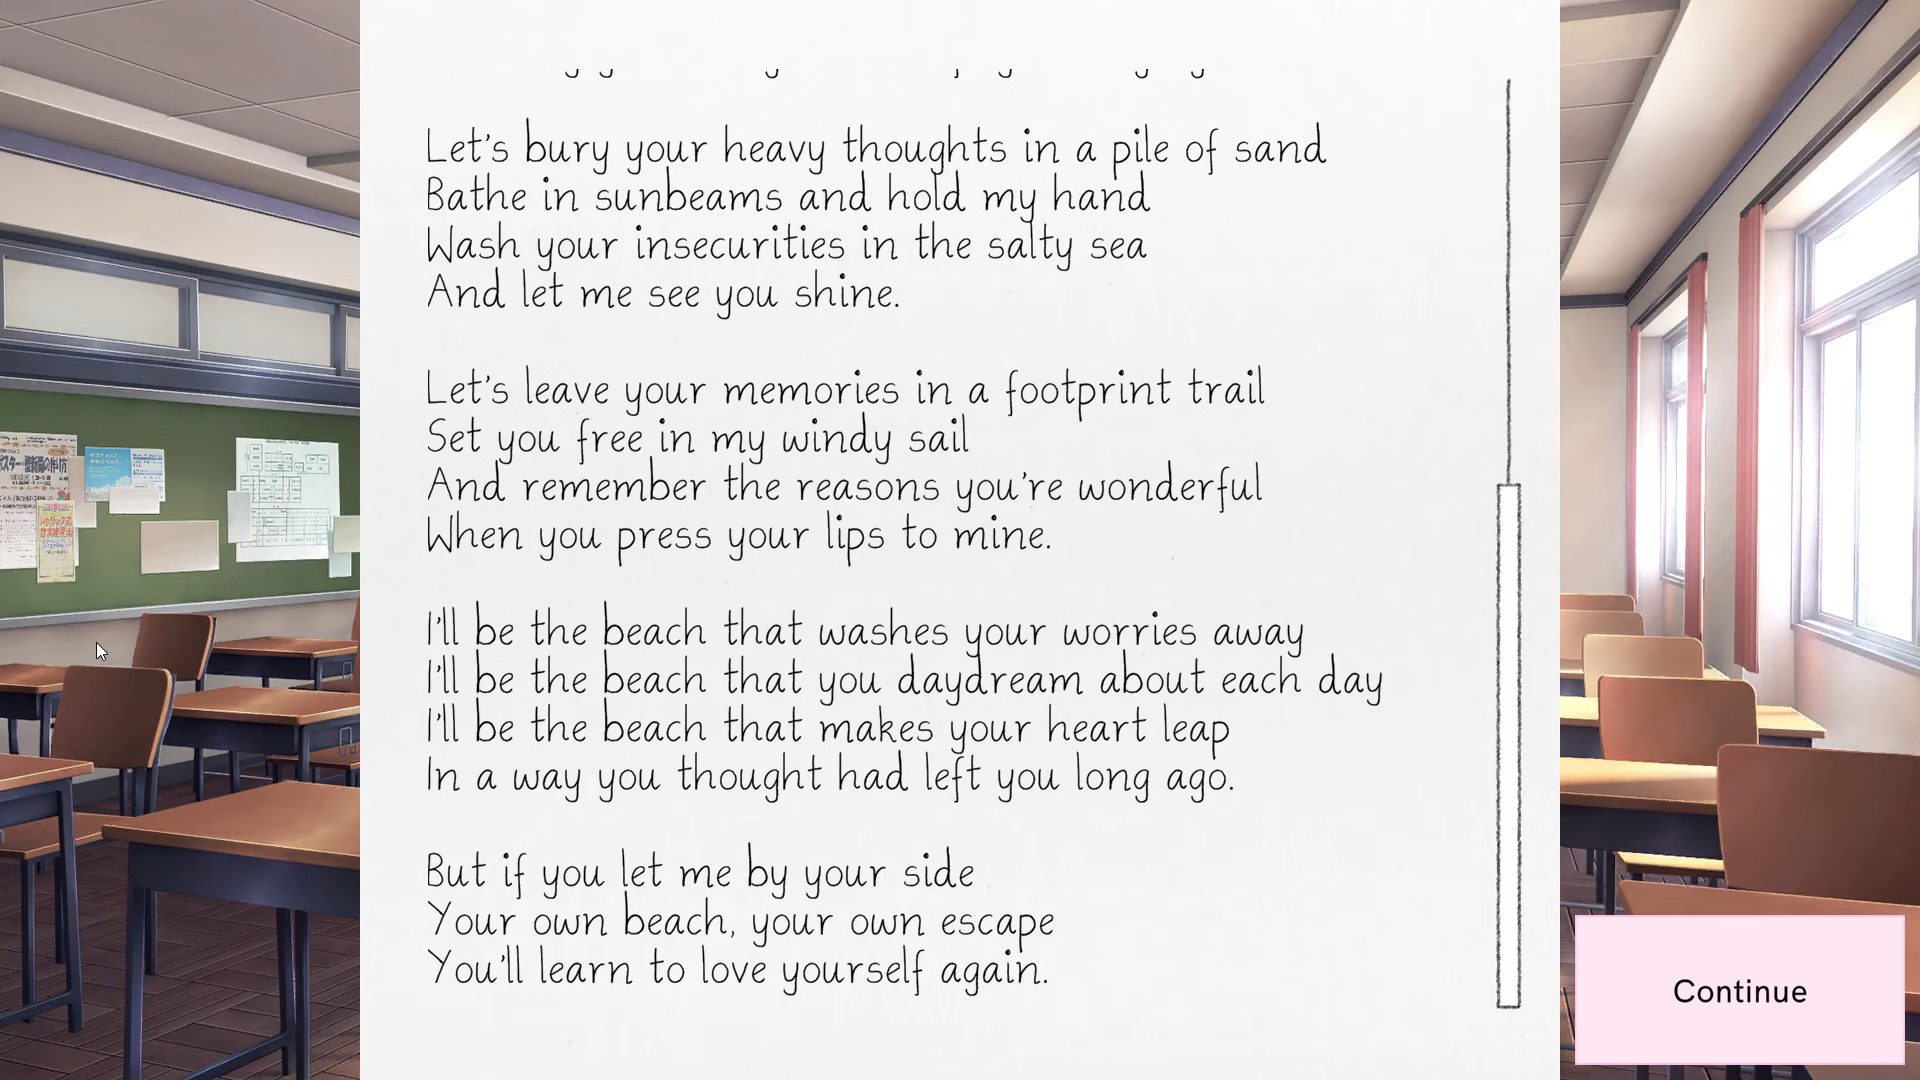 Let's bury your heavy thoughts in a pile of sand
Bathe in sunbeams and hold my hand
Wash your insecurities in the salty sea
And let me see you shine.
Let's leave your memories in a footprint trail
Set you free in my windy sail
And remember the reasons you're wonderful
When you press your lips to mine.
I'll be the beach that washes your worries away
I'll be the beach that you daydream about each day
I'll be the beach that makes your heart leap
In a way you thought had left you long ago.
But if you let me by your side
Your own beach, your own escape
You'll learn to love yourself again.
Continue